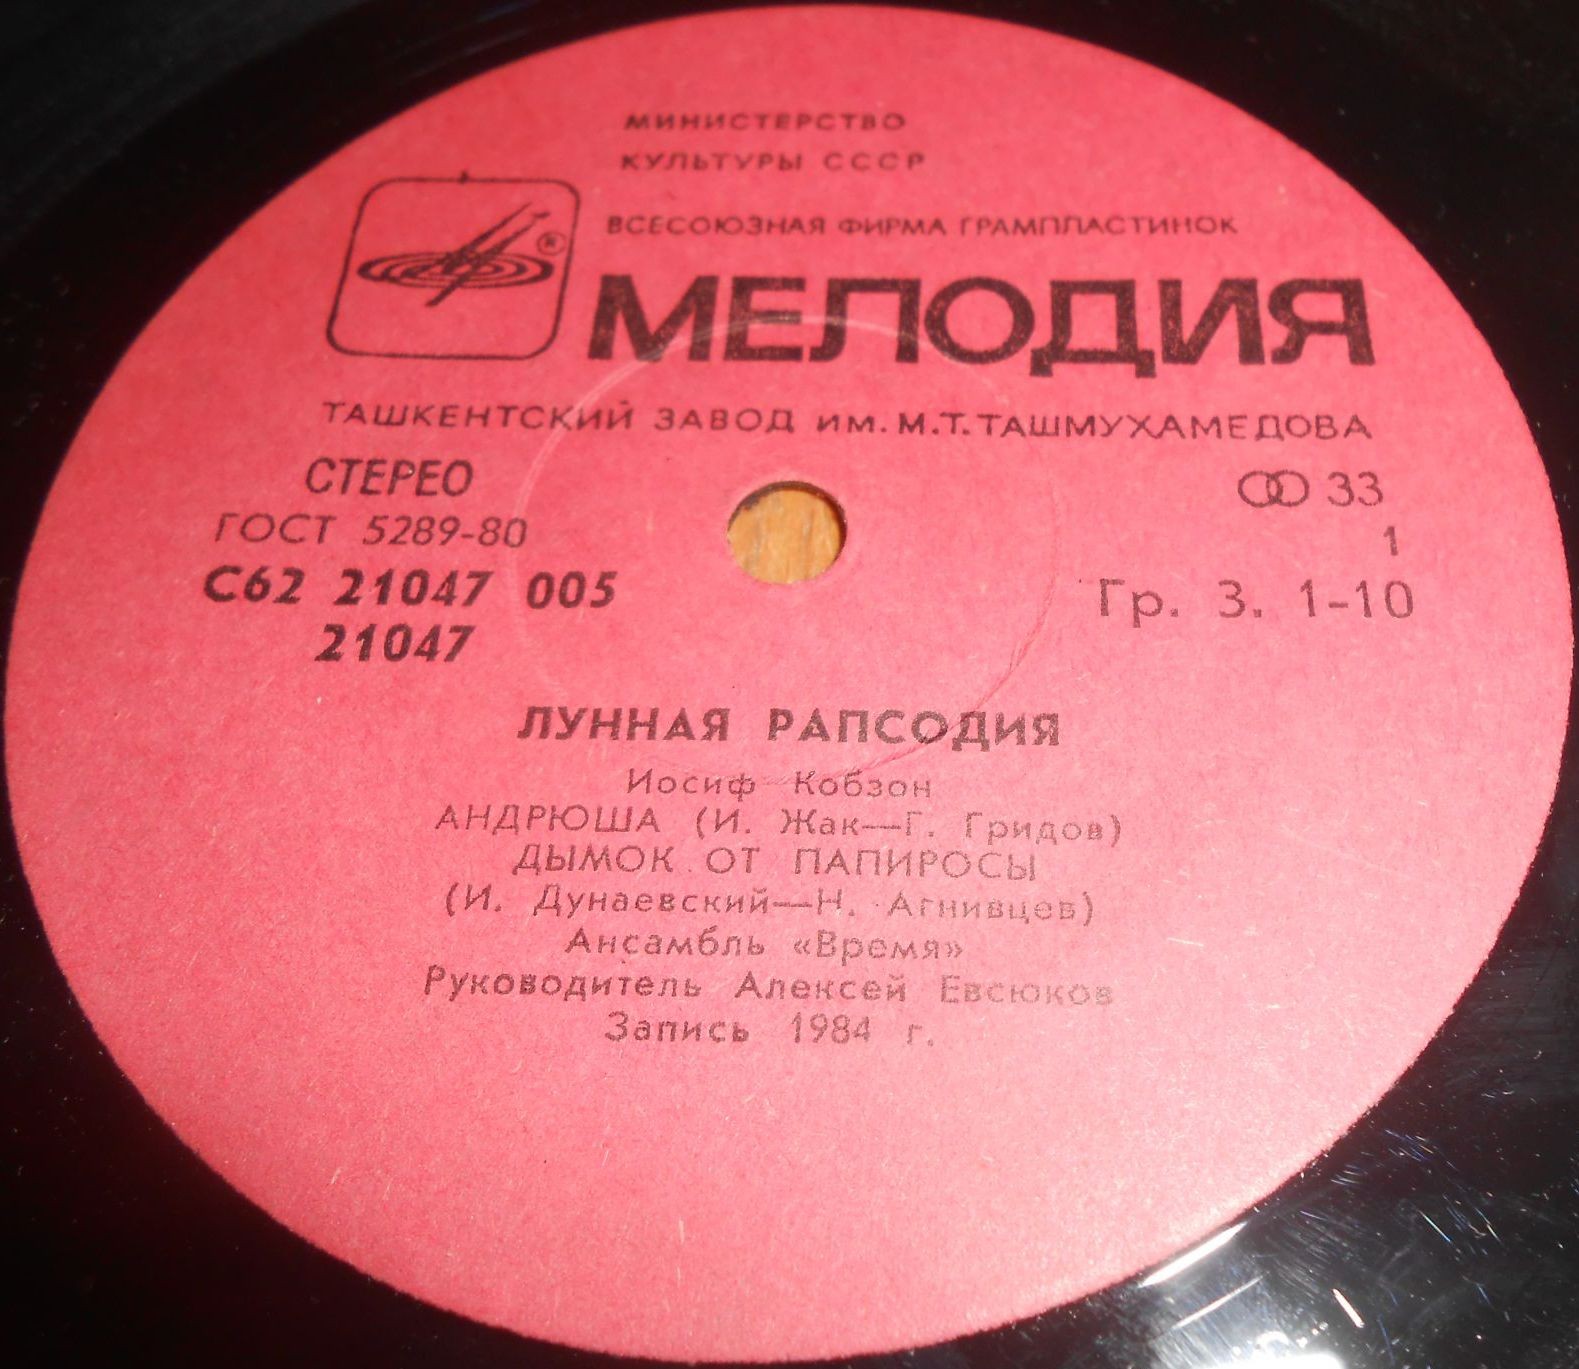 МИНИСТЕРСТВО
КУЛЬТУРЫ СССР
ВСЕСОЮЗНАЯ ФИРМА ГРАМПЛАСТИНОК
®
МЕЛОДИЯ
ТАШКЕНТСКИЙ ЗАВОД ИМ. М.Т. ТАШМУХАМЕДОВА
СТЕРЕО
33
ГОСТ 5289-80
1
С62 21047 005
Гр. 3. 1-10
21047
ЛУННАЯ РАПСОДИЯ
Иосиф Кобзон
АНДРЮША (И. Жак—Г. Гридов)
ДЫМОК ОТ ПАПИРОСЫ
(И. Дунаевский—Н. Агнивцев)
Ансамбль «Время»
Руководитель Алексей Евсюков
Запись 1984 г.